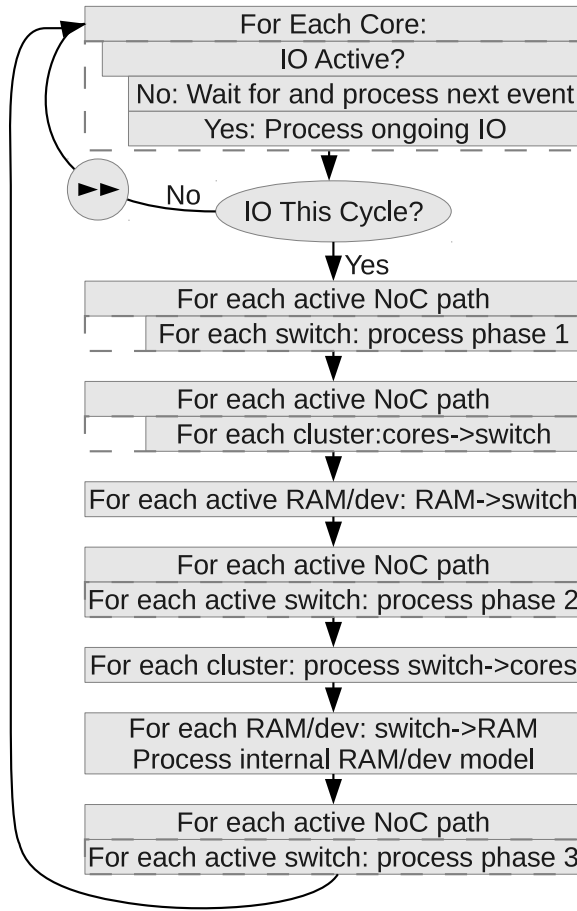 For Each Core:
IO Active?
No: Wait for and process next event
Yes: Process ongoing IO
No
IO This Cycle?
Yes
For each active NoC path
For each switch: process phase 1
For each active NoC path
For each cluster:cores->switch
For each active RAM/dev: RAM->switch
For each active NoC path
For each active switch: process phase 2
For each cluster: process switch->cores
For each RAM/dev: switch->RAM
Process internal RAM/dev model
For each active NoC path
For each active switch: process phase 3